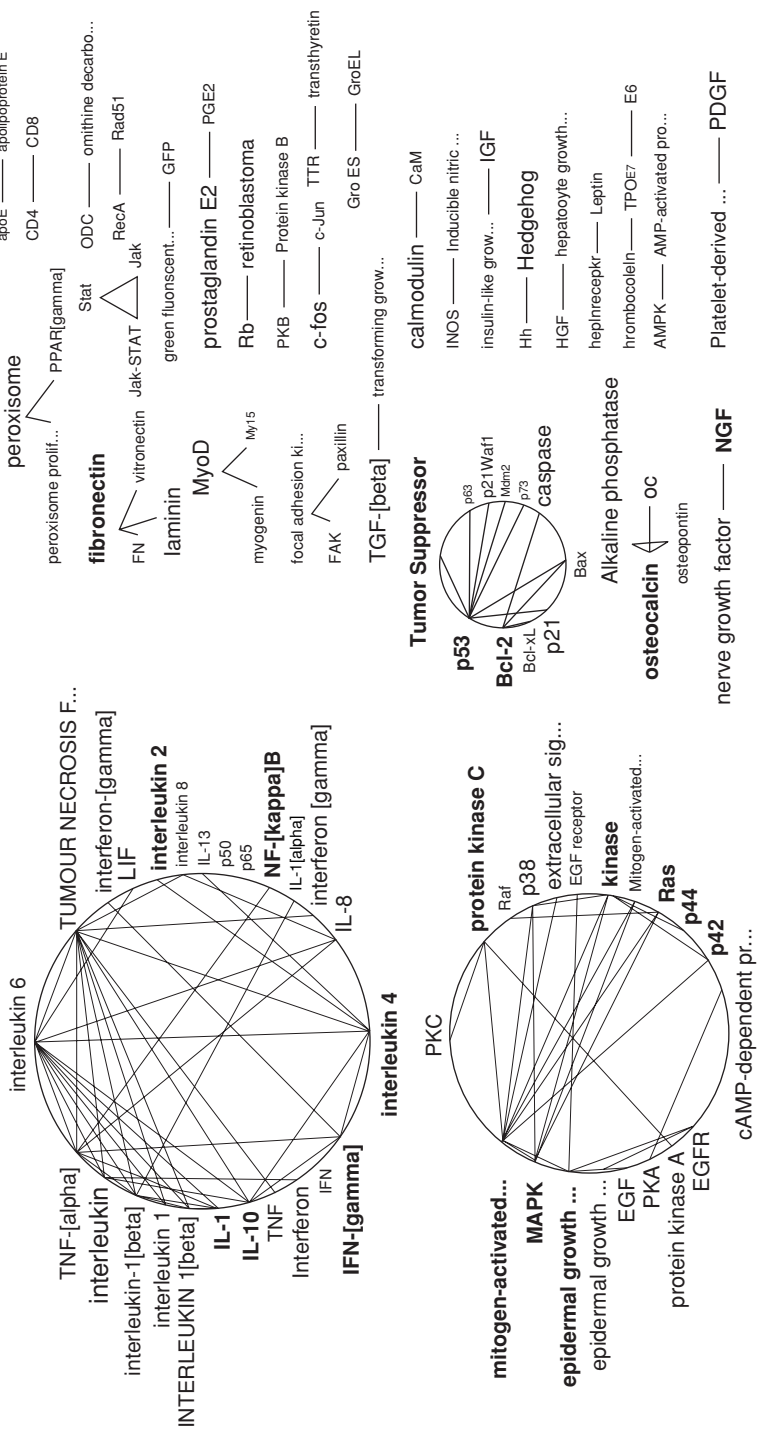 interleukin 6
TNF-[alpha]
interleukin
interleukin-1[beta]
interleukin 1
INTERLEUKIN 1[beta]
IL-1
IL-10
TNF
Interferon
IFN
IFN-[gamma]
interleukin 4
TUMOUR NECROSIS F...
interferon-[gamma]
LIF
interleukin 2
interleukin 8
IL-13
p50
p65
NF-[kappa]B
IL-1[alpha]
interferon [gamma]
IL-8
PKC
mitogen-activated...
MAPK
epidermal growth ...
epidermal growth ...
EGF
PKA
protein kinase A
EGFR
cAMP-dependent pr...
protein kinase C
Raf
p38
extracellular sig...
EGF receptor
kinase
Mitogen-activated...
Ras
p44
p42
peroxisome
peroxisome prolif...
PPAR[gamma]
fibronectin
FN
vitronectin
laminin
MyoD
myogenin
My15
focal adhesion ki...
FAK
paxillin
TGF-[beta]
transforming grow...
Tumor Suppressor
p53
Bcl-2
Bcl-xL
p21
p63
p21Waf1
Mdm2
p73
caspase
Bax
Alkaline phosphatase
osteocalcin
OC
osteopontin
nerve growth factor
NGF
apoE
apolipoprotein E
CD4
CD8
Stat
Jak-STAT
Jak
ODC
ornithine decarbo...
RecA
Rad51
green fluonscent...
GFP
prostaglandin E2
PGE2
Rb
retinoblastoma
PKB
Protein kinase B
c-fos
c-Jun
TTR
transthyretin
Gro ES
GroEL
calmodulin
CaM
INOS
Inducible nitric ...
insulin-like grow...
IGF
Hh
Hedgehog
HGF
hepatooyte growth...
heplnrecepkr
Leptin
thrombocoleln
TPOE7
E6
AMPK
AMP-activated pro...
Platelet-derived ...
PDGF